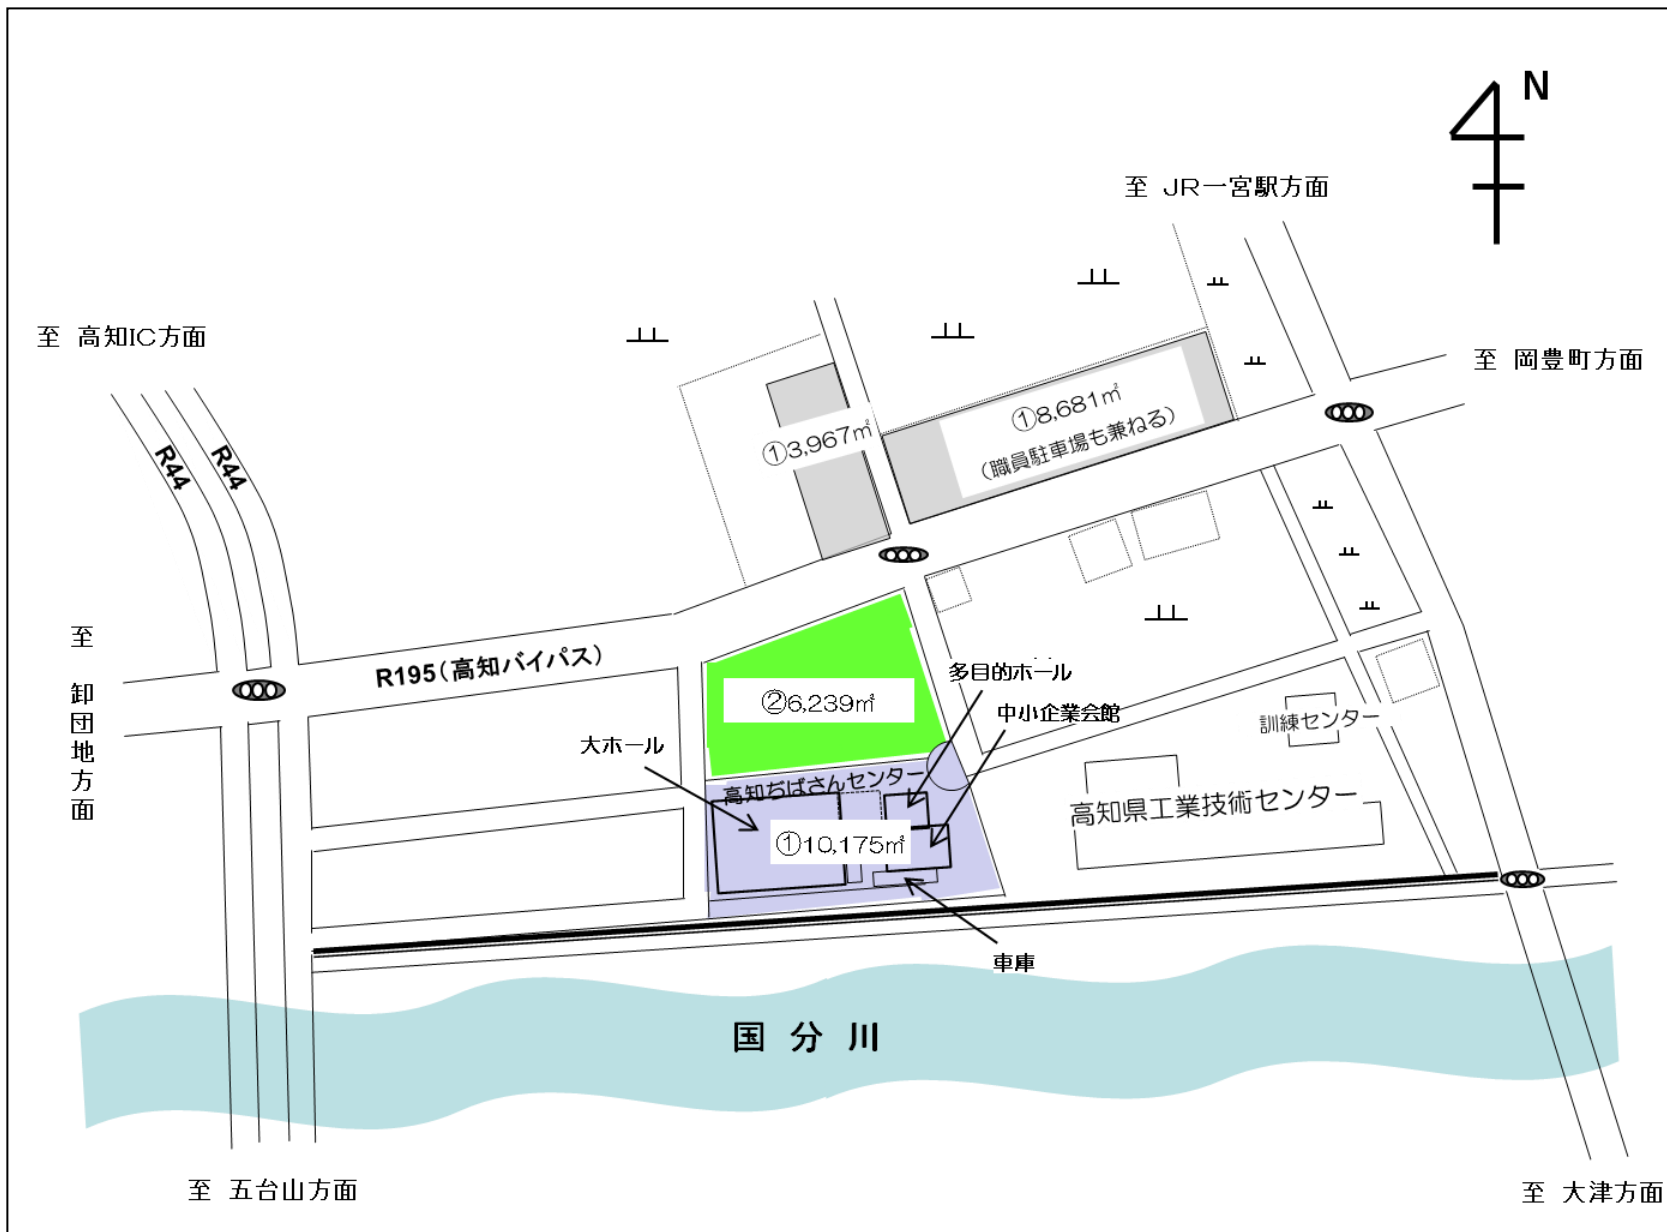 N
至 JR一宮駅方面
至 高知IC方面
至 岡豊町方面
①8,681㎡
(職員駐車場も兼ねる)
①3,967㎡
R44
R44
至 卸団地方面
R195(高知バイパス)
多目的ホール
②6,239㎡
中小企業会館
訓練センター
大ホール
高知ぢばさんセンター
高知県工業技術センター
①10,175㎡
車庫
国分川
至 五台山方面
至 大津方面